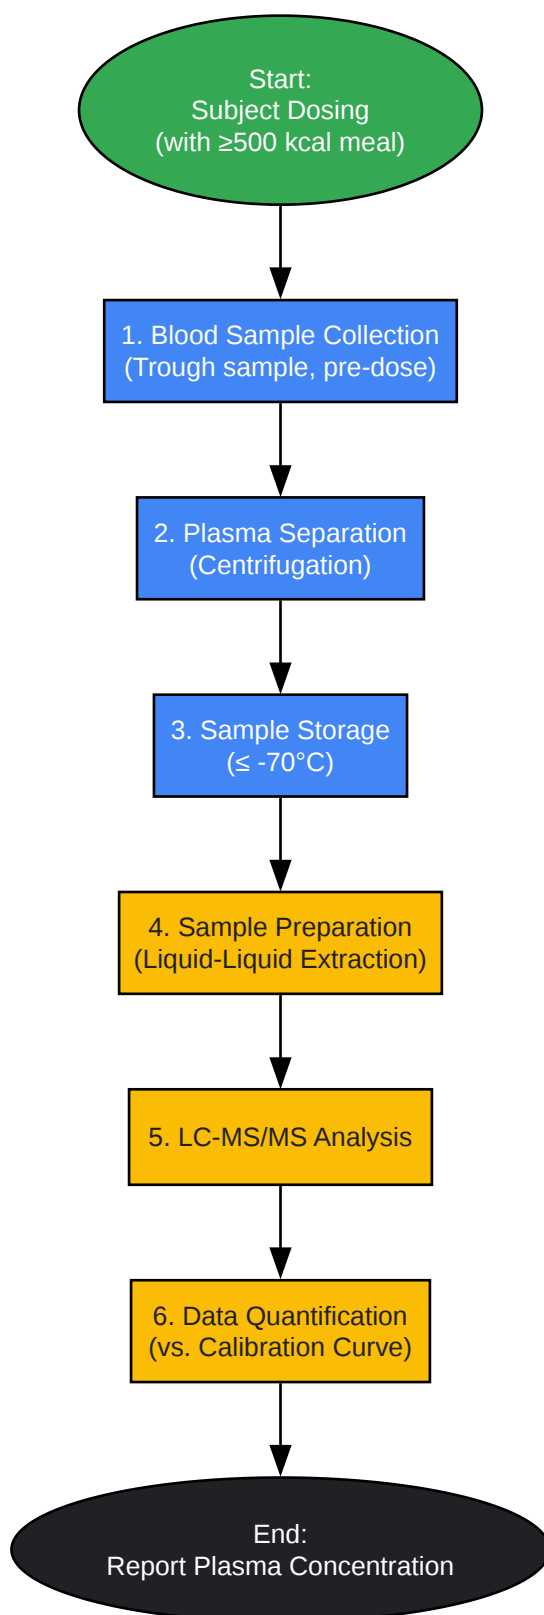 Start:
Subject Dosing
(with ≥500 kcal meal)
1. Blood Sample Collection
(Trough sample, pre-dose)
2. Plasma Separation
(Centrifugation)
3. Sample Storage
(≤ -70°C)
4. Sample Preparation
(Liquid-Liquid Extraction)
5. LC-MS/MS Analysis
6. Data Quantification
(vs. Calibration Curve)
End:
Report Plasma Concentration